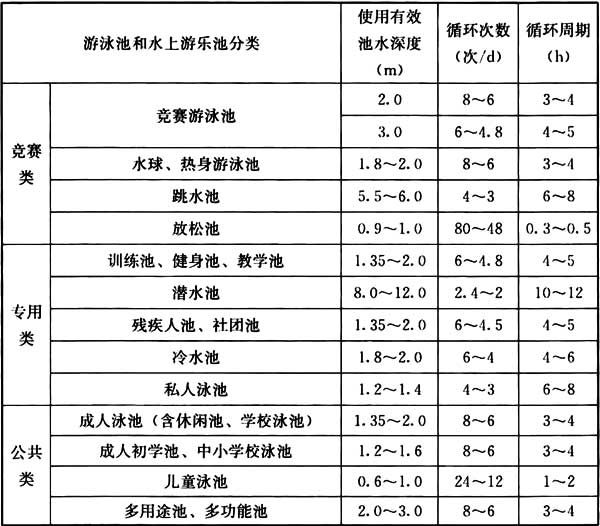 游泳池和水上游乐池分类 使用有效池水深度（m） 循环次数（次/d） 循环周期（h）
竞赛类 竞赛游泳池 2.0 8～6 3～4
3.0 6～4.8 4～5
水球、热身游泳池 1.8～2.0 8～6 3～4
跳水池 5.5～6.0 4～3 6～8
放松池 0.9～1.0 80～48 0.3～0.5
专用类 训练池、健身池、教学池 1.35～2.0 6～4.8 4～5
潜水池 8.0～12.0 2.4～2 10～12
残疾人池、社团池 1.35～2.0 6～4.5 4～5
冷水池 1.8～2.0 6～4 4～6
私人泳池 1.2～1.4 4～3 6～8
公共类 成人泳池（含休闲池、学校泳池） 1.35～2.0 8～6 3～4
成人初学池、中小学校泳池 1.2～1.6 8～6 3～4
儿童泳池 0.6～1.0 24～12 1～2
多用途池、多功能池 2.0～3.0 8～6 3～4